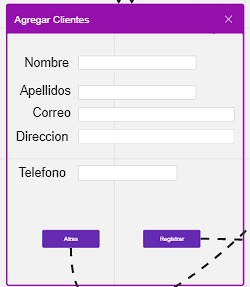 Agregar Clientes
Nombre
Apellidos
Correo
Direccion
Telefono
Atras
Registrar